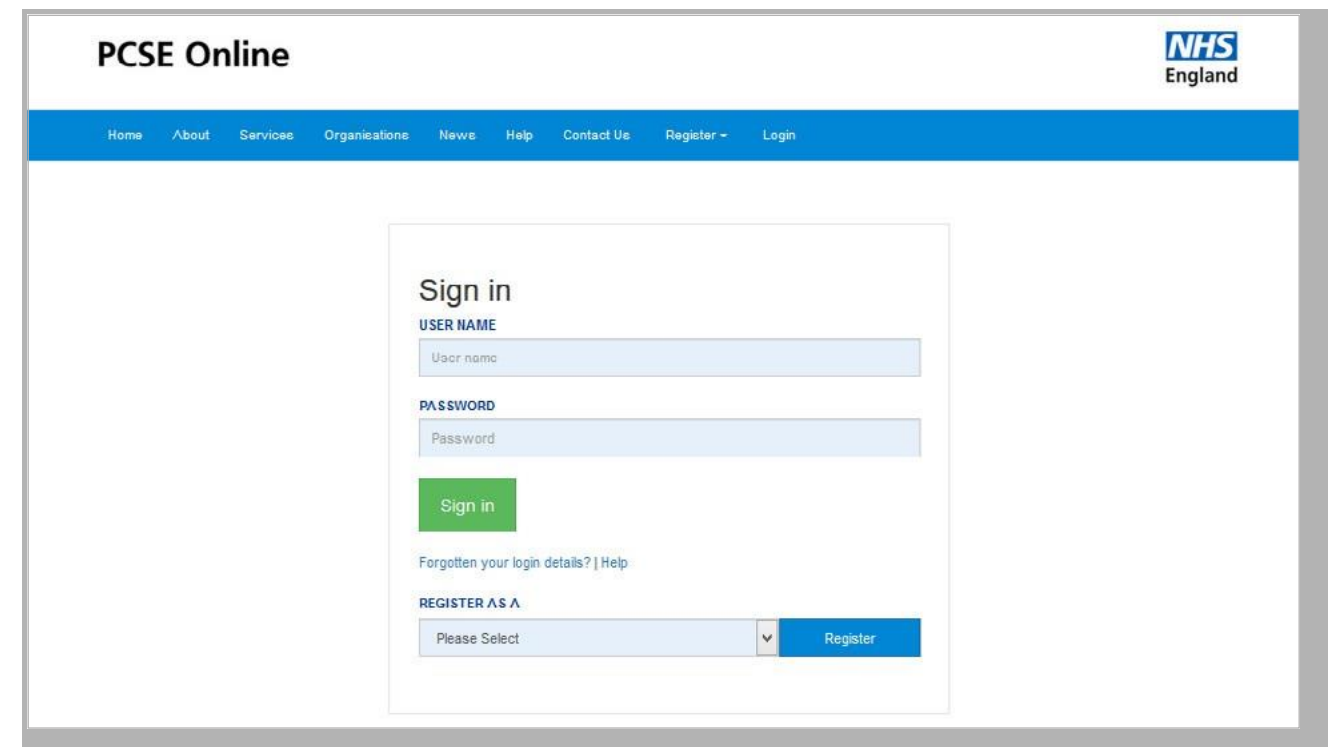 PCSE Online
NHS
England
Home About Services Organisations News Help Contact Us Register Login
Sign in
USER NAME
User name
PASSWORD
Password
Sign in
Forgotten your login details? | Help
REGISTER AS A
Please Select
Register